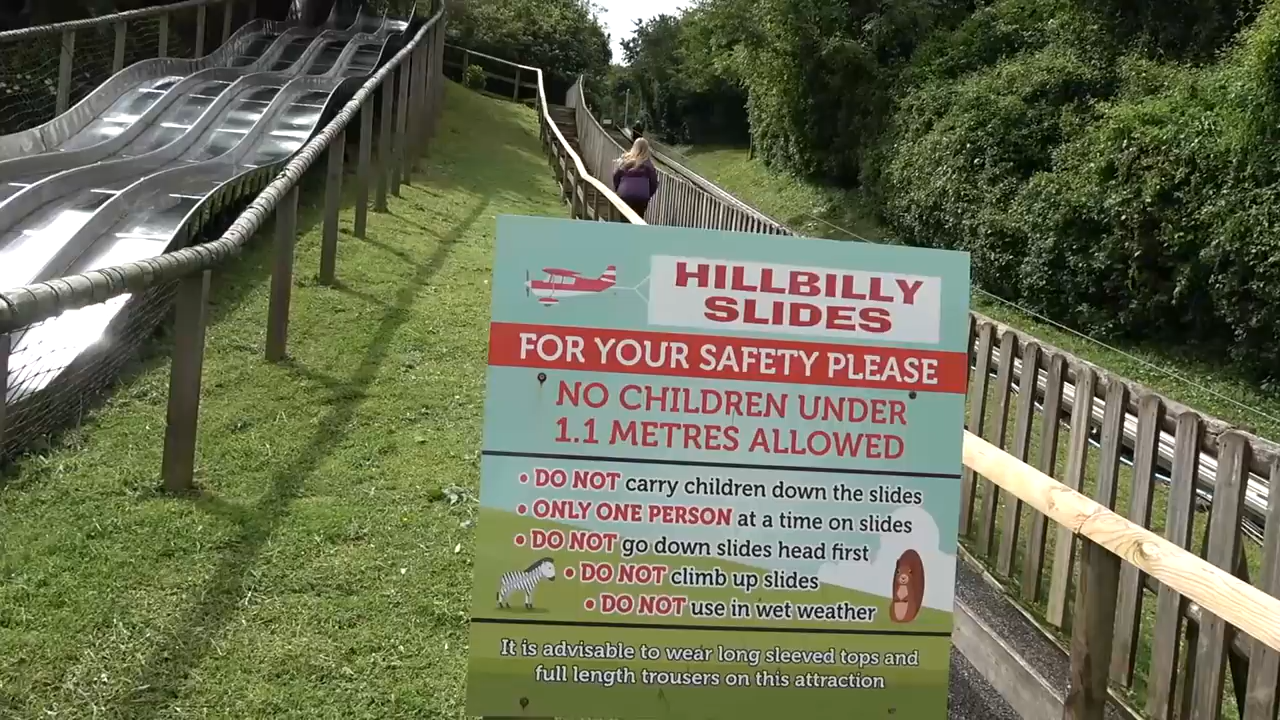 HILLBILLY
SLIDES
FOR YOUR SAFETY PLEASE
NO CHILDREN UNDER
1.1 METRES ALLOWED
• DO NOT carry children down the slides
• ONLY ONE PERSON at a time on slides
• DO NOT go down slides head first
• DO NOT climb up slides
• DO NOT use in wet weather
It is advisable to wear long sleeved tops and
full length trousers on this attraction